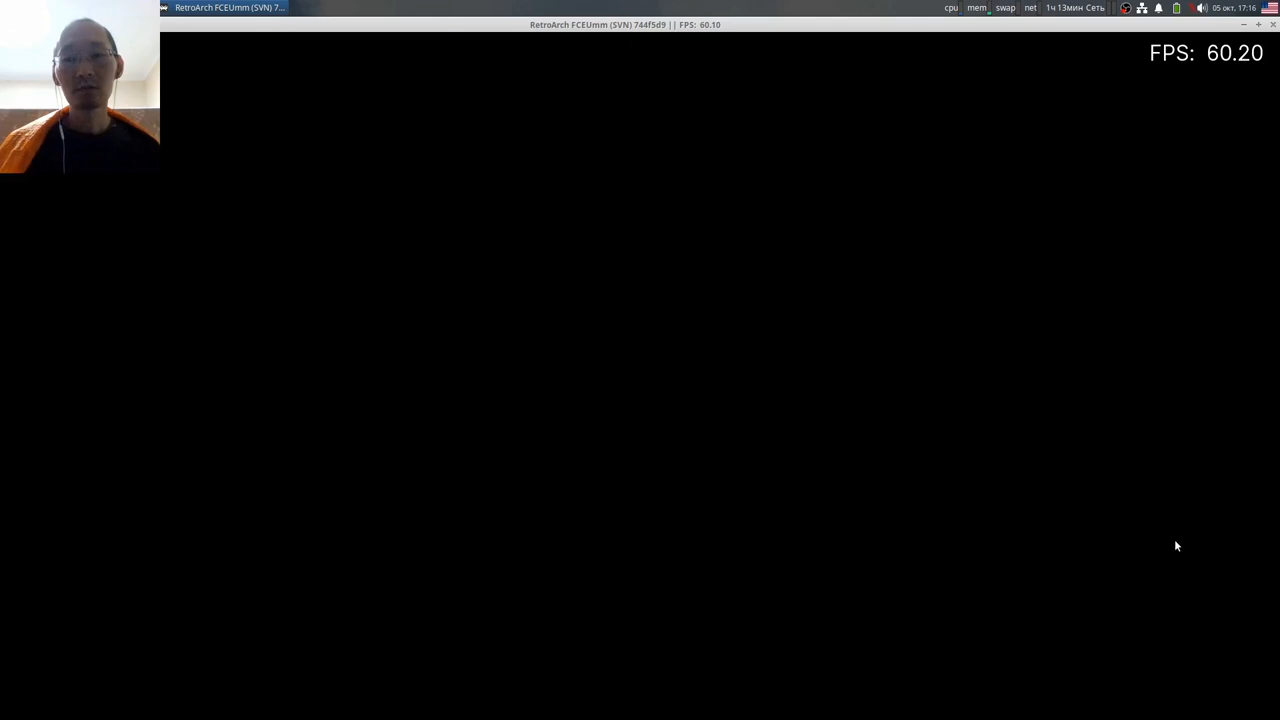 RetroArch FCEUmm (SVN) 7...
cpu mem swap net 1ч 13мин Сеть 05 окт, 17:16
RetroArch FCEUmm (SVN) 744f5d9 || FPS: 60.10
FPS: 60.20